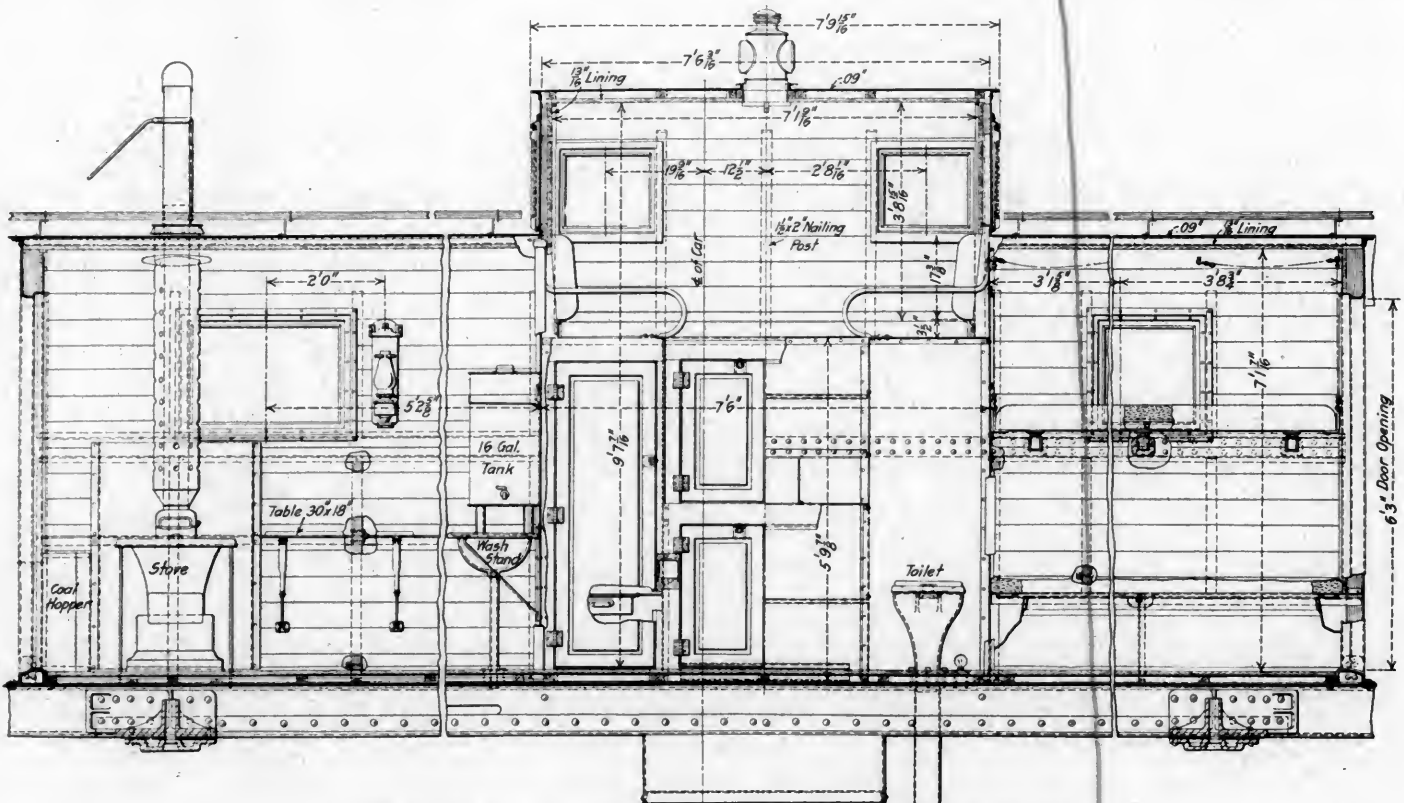 7'9 15/16"
7'6 3/16"
13/16" Lining
.09"
7'1 9/16"
19 9/16"
12 1/2"
2'8 1/16"
3'8 15/16"
1 1/2"x2" Nailing
Post
℄ of Car
17 3/8"
3 1/2"
.09"
Lining
2'0"
3'1 5/8"
3'8 3/4"
7'1 7/16"
5'2 5/8"
7'6"
16 Gal.
Tank
9'7 7/16"
6'3" Door Opening
Table 30"x18"
Wash
Stand
5'9 7/8"
Stove
Toilet
Coal
Hopper